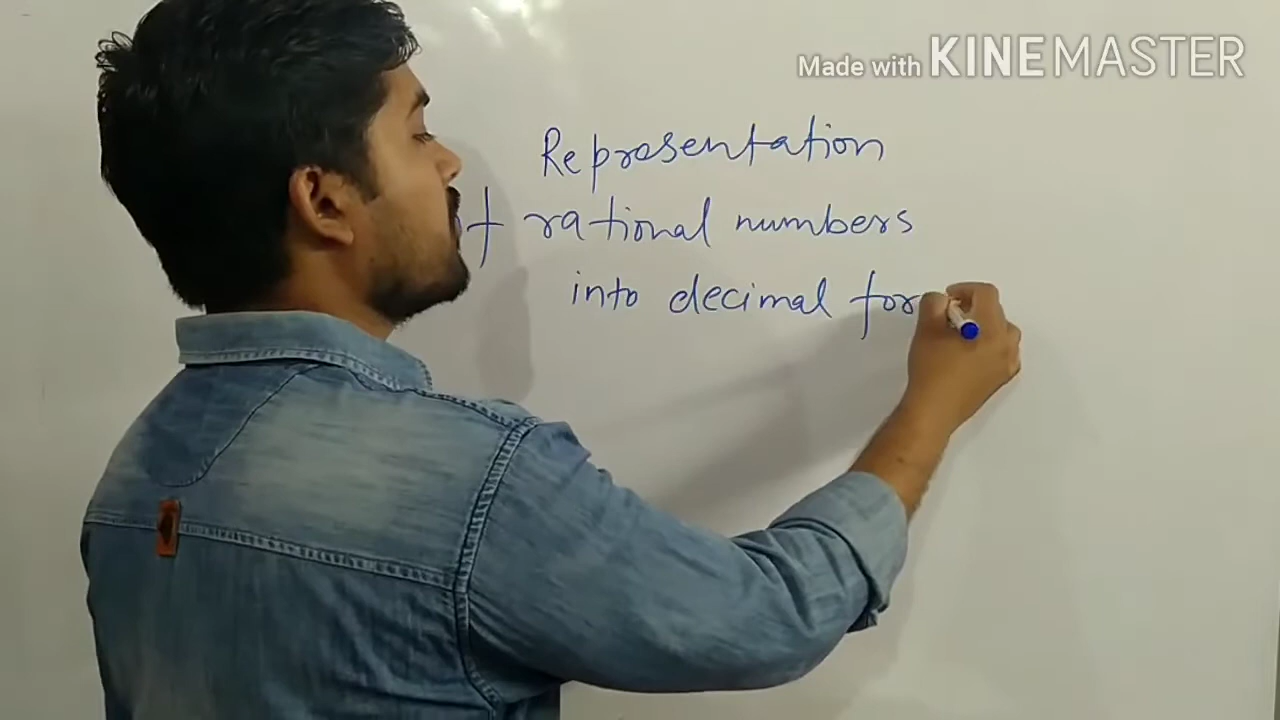 Made with KINEMASTER
Representation
of rational numbers
into decimal for